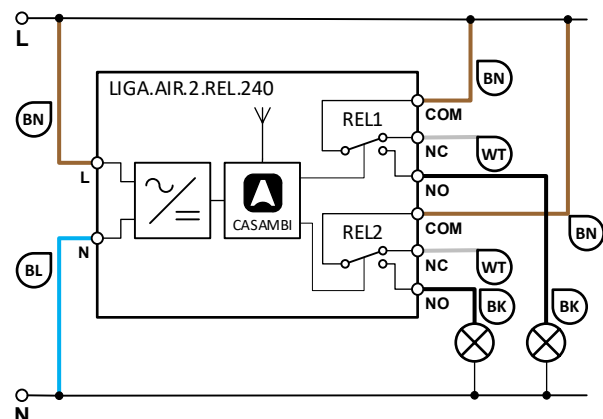 L
LIGA.AIR.2.REL.240
BN
BN
COM
REL1
NC
WT
L
NO
CASAMBI
COM
BN
N
REL2
BL
NC
WT
NO
BK
BK
N